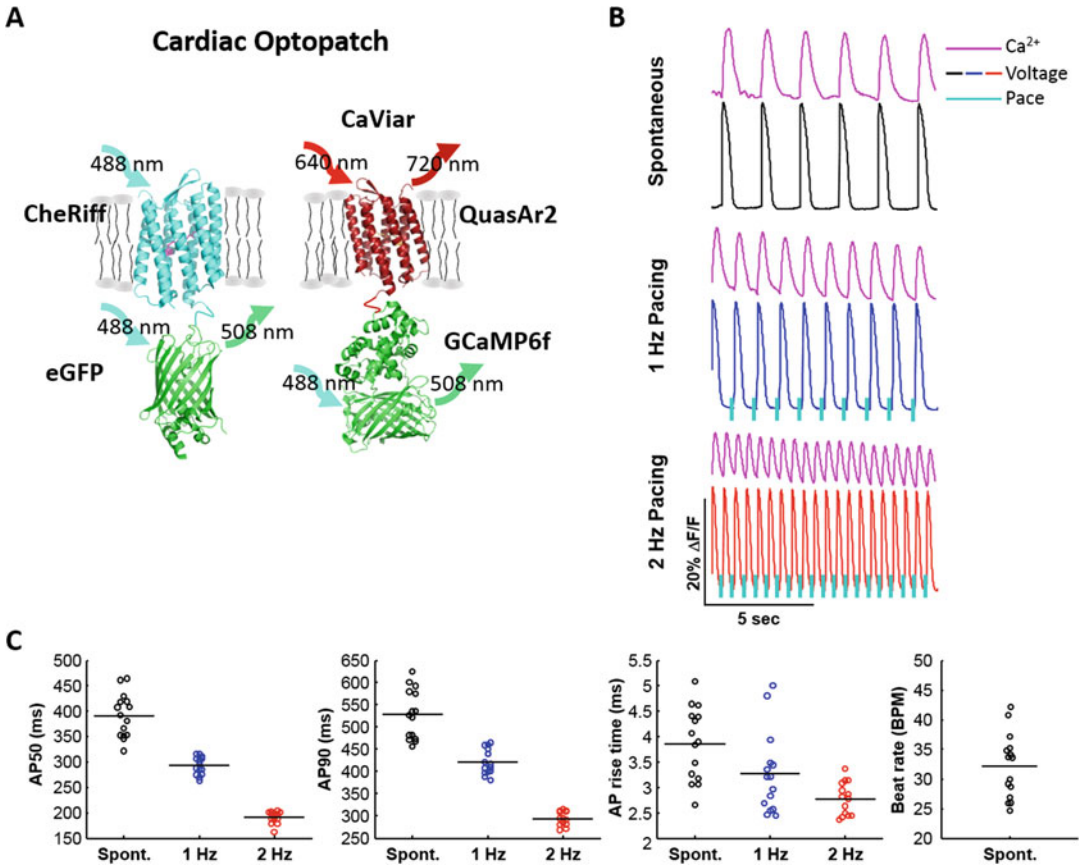 A
Cardiac Optopatch
CaViar
488 nm
640 nm
720 nm
CheRiff
QuasAr2
488 nm
508 nm
eGFP
GCaMP6f
488 nm
508 nm
B
Ca²⁺
Voltage
Pace
Spontaneous
1 Hz Pacing
2 Hz Pacing
20% ΔF/F
5 sec
C
AP50 (ms)
500
450
400
350
300
250
200
150
Spont. 1 Hz 2 Hz
AP90 (ms)
650
600
550
500
450
400
350
300
250
Spont. 1 Hz 2 Hz
AP rise time (ms)
5.5
5
4.5
4
3.5
3
2.5
2
Spont. 1 Hz 2 Hz
Beat rate (BPM)
50
45
40
35
30
25
20
Spont.